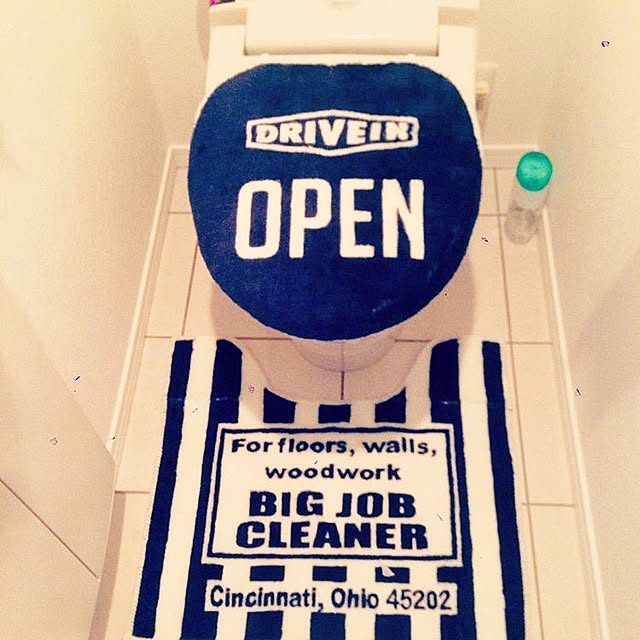 DRIVEIN
OPEN
For floors, walls,
woodwork
BIG JOB
CLEANER
Cincinnati, Ohio 45202